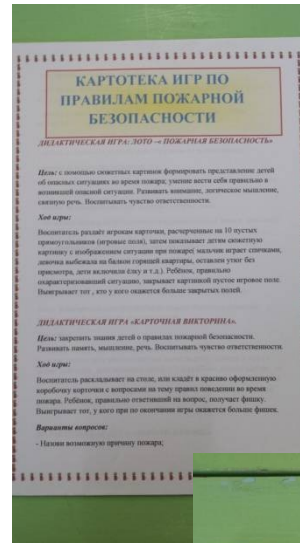 КАРТОТЕКА ИГР ПО
ПРАВИЛАМ ПОЖАРНОЙ
БЕЗОПАСНОСТИ
ДИДАКТИЧЕСКАЯ ИГРА: ЛОТО – « ПОЖАРНАЯ БЕЗОПАСНОСТЬ»
Цель: с помощью сюжетных картинок формировать представление детей
об опасных ситуациях во время пожара; умение вести себя правильно в
возникшей опасной ситуации. Развивать внимание, логическое мышление,
связную речь. Воспитывать чувство ответственности.
Ход игры:
Воспитатель раздаёт игрокам карточки, расчерченные на 10 пустых
прямоугольников (игровые поля), затем показывает детям сюжетную
картинку с изображением ситуации при пожаре( мальчик играет спичками,
девочка выбежала на балкон горящей квартиры, оставлен утюг без
присмотра, дети включили ёлку и т.д.). Ребёнок, правильно
охарактеризовавший ситуацию, закрывает картинкой пустое игровое поле.
Выигрывает тот , кто у кого окажется больше закрытых полей.
ДИДАКТИЧЕСКАЯ ИГРА «КАРТОЧНАЯ ВИКТОРИНА».
Цель: закрепить знания детей о правилах пожарной безопасности.
Развивать память, мышление, речь. Воспитывать чувство ответственности.
Ход игры:
Воспитатель раскладывает на столе, или кладёт в красиво оформленную
коробочку карточки с вопросами на тему правил поведении во время
пожара. Ребёнок, правильно ответивший на вопрос, получает фишку.
Выигрывает тот, у кого при по окончании игры окажется больше фишек.
Варианты вопросов:
- Назови возможную причину пожара;